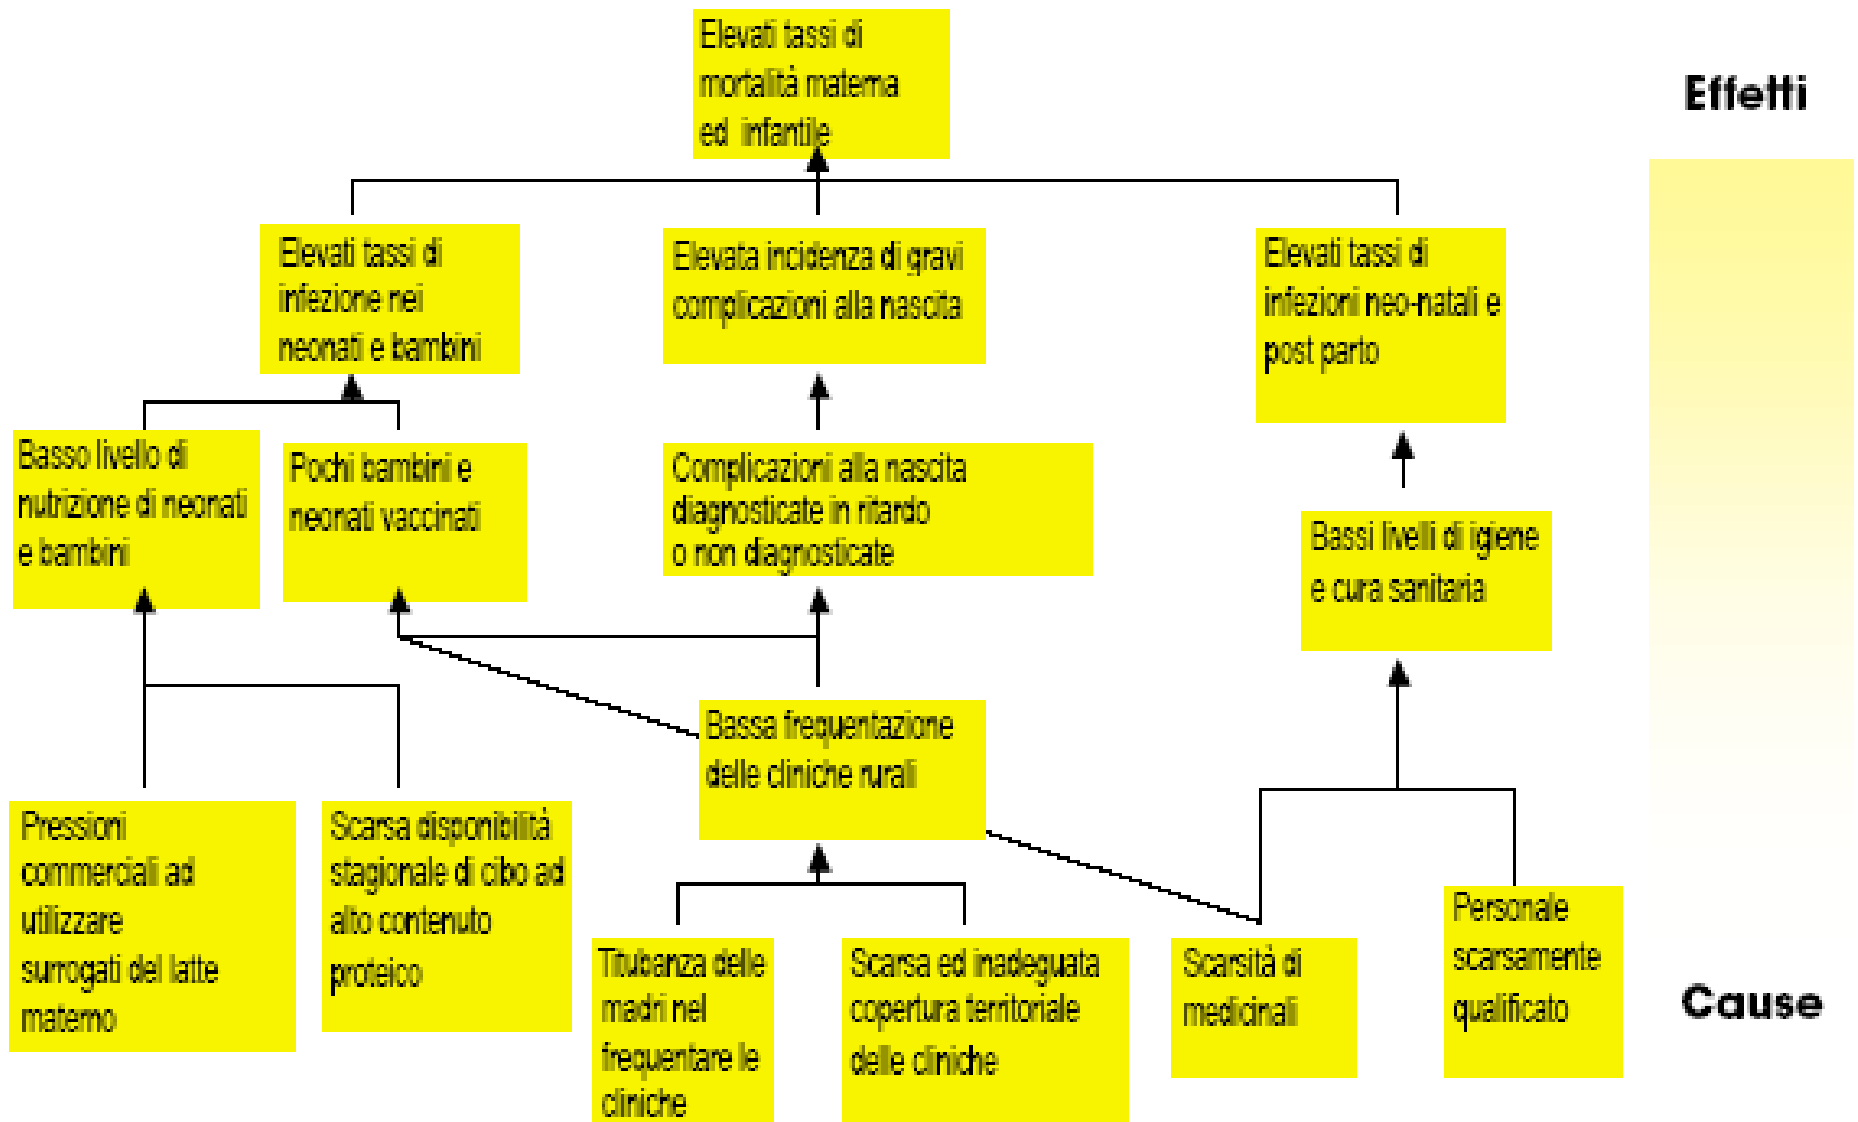 Elevati tassi di
mortalità materna
ed infantile
Effetti
Elevati tassi di
infezione nei
neonati e bambini
Elevata incidenza di gravi
complicazioni alla nascita
Elevati tassi di
infezioni neo-natali e
post parto
Basso livello di
nutrizione di neonati
e bambini
Pochi bambini e
neonati vaccinati
Complicazioni alla nascita
diagnosticate in ritardo
o non diagnosticate
Bassi livelli di igiene
e cura sanitaria
Bassa frequentazione
delle cliniche rurali
Pressioni
commerciali ad
utilizzare
surrogati del latte
materno
Scarsa disponibilità
stagionale di cibo ad
alto contenuto
proteico
Titubanza delle
madri nel
frequentare le
cliniche
Scarsa ed inadeguata
copertura territoriale
delle cliniche
Scarsità di
medicinali
Personale
scarsamente
qualificato
Cause